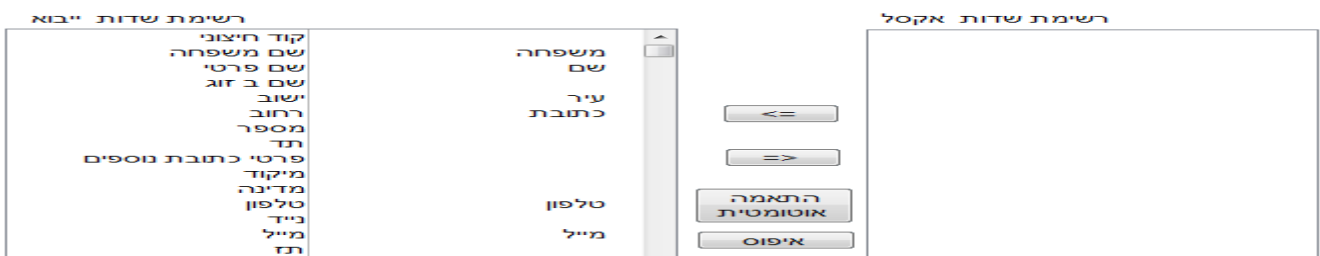 רשימת שדות אקסל
רשימת שדות ייבוא
קוד חיצוני
שם משפחה משפחה
שם פרטי שם
שם ב זוג
ישוב עיר
רחוב כתובת
מספר
תד
פרטי כתובת נוספים
מיקוד
מדינה
טלפון טלפון
נייד
מייל מייל
תז
<=
=>
התאמה
אוטומטית
איפוס